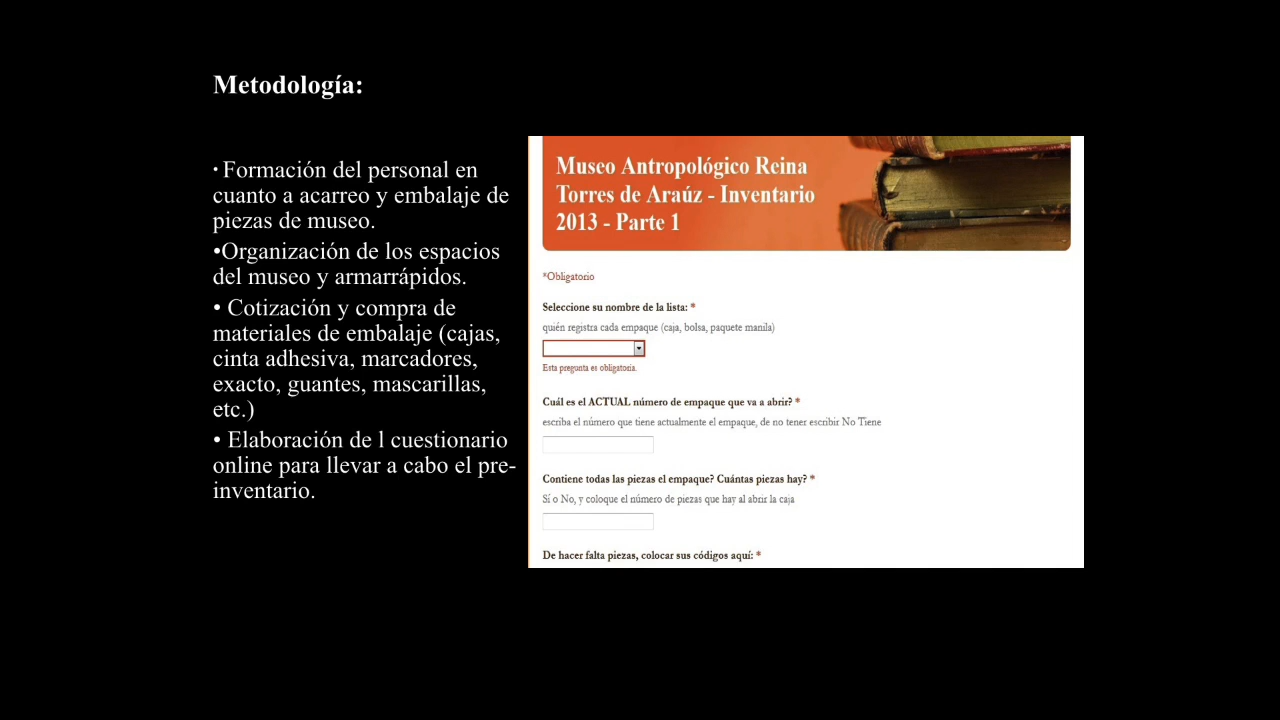 Metodología:
• Formación del personal en
cuanto a acarreo y embalaje de
piezas de museo.
•Organización de los espacios
del museo y armarrápidos.
• Cotización y compra de
materiales de embalaje (cajas,
cinta adhesiva, marcadores,
exacto, guantes, mascarillas,
etc.)
• Elaboración de l cuestionario
online para llevar a cabo el pre-
inventario.
Museo Antropológico Reina
Torres de Araúz - Inventario
2013 - Parte 1
*Obligatorio
Seleccione su nombre de la lista: *
quién registra cada empaque (caja, bolsa, paquete manila)
Esta pregunta es obligatoria.
Cuál es el ACTUAL número de empaque que va a abrir? *
escriba el número que tiene actualmente el empaque, de no tener escribir No Tiene
Contiene todas las piezas el empaque? Cuántas piezas hay? *
Sí o No, y coloque el número de piezas que hay al abrir la caja
De hacer falta piezas, colocar sus códigos aquí: *